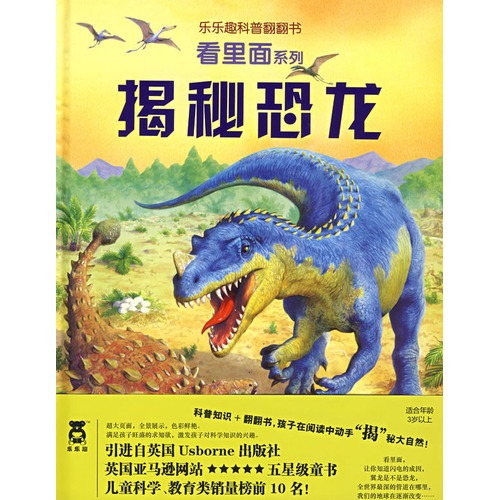 乐乐趣科普翻翻书
看里面系列
揭秘恐龙
科普知识＋翻翻书，孩子在阅读中动手“揭”秘大自然！
适合年龄
3岁以上
超大页面，全景展示，色彩鲜艳。
满足孩子旺盛的求知欲，激发孩子对科学知识的兴趣。
引进自英国 Usborne 出版社
英国亚马逊网站★★★★★五星级童书
儿童科学、教育类销量榜前 10 名！
乐乐趣
看里面，
让你知道闪电的成因，
翼龙是不是恐龙，
全世界最深的管道在哪里，
我们的地球在逐渐改变……